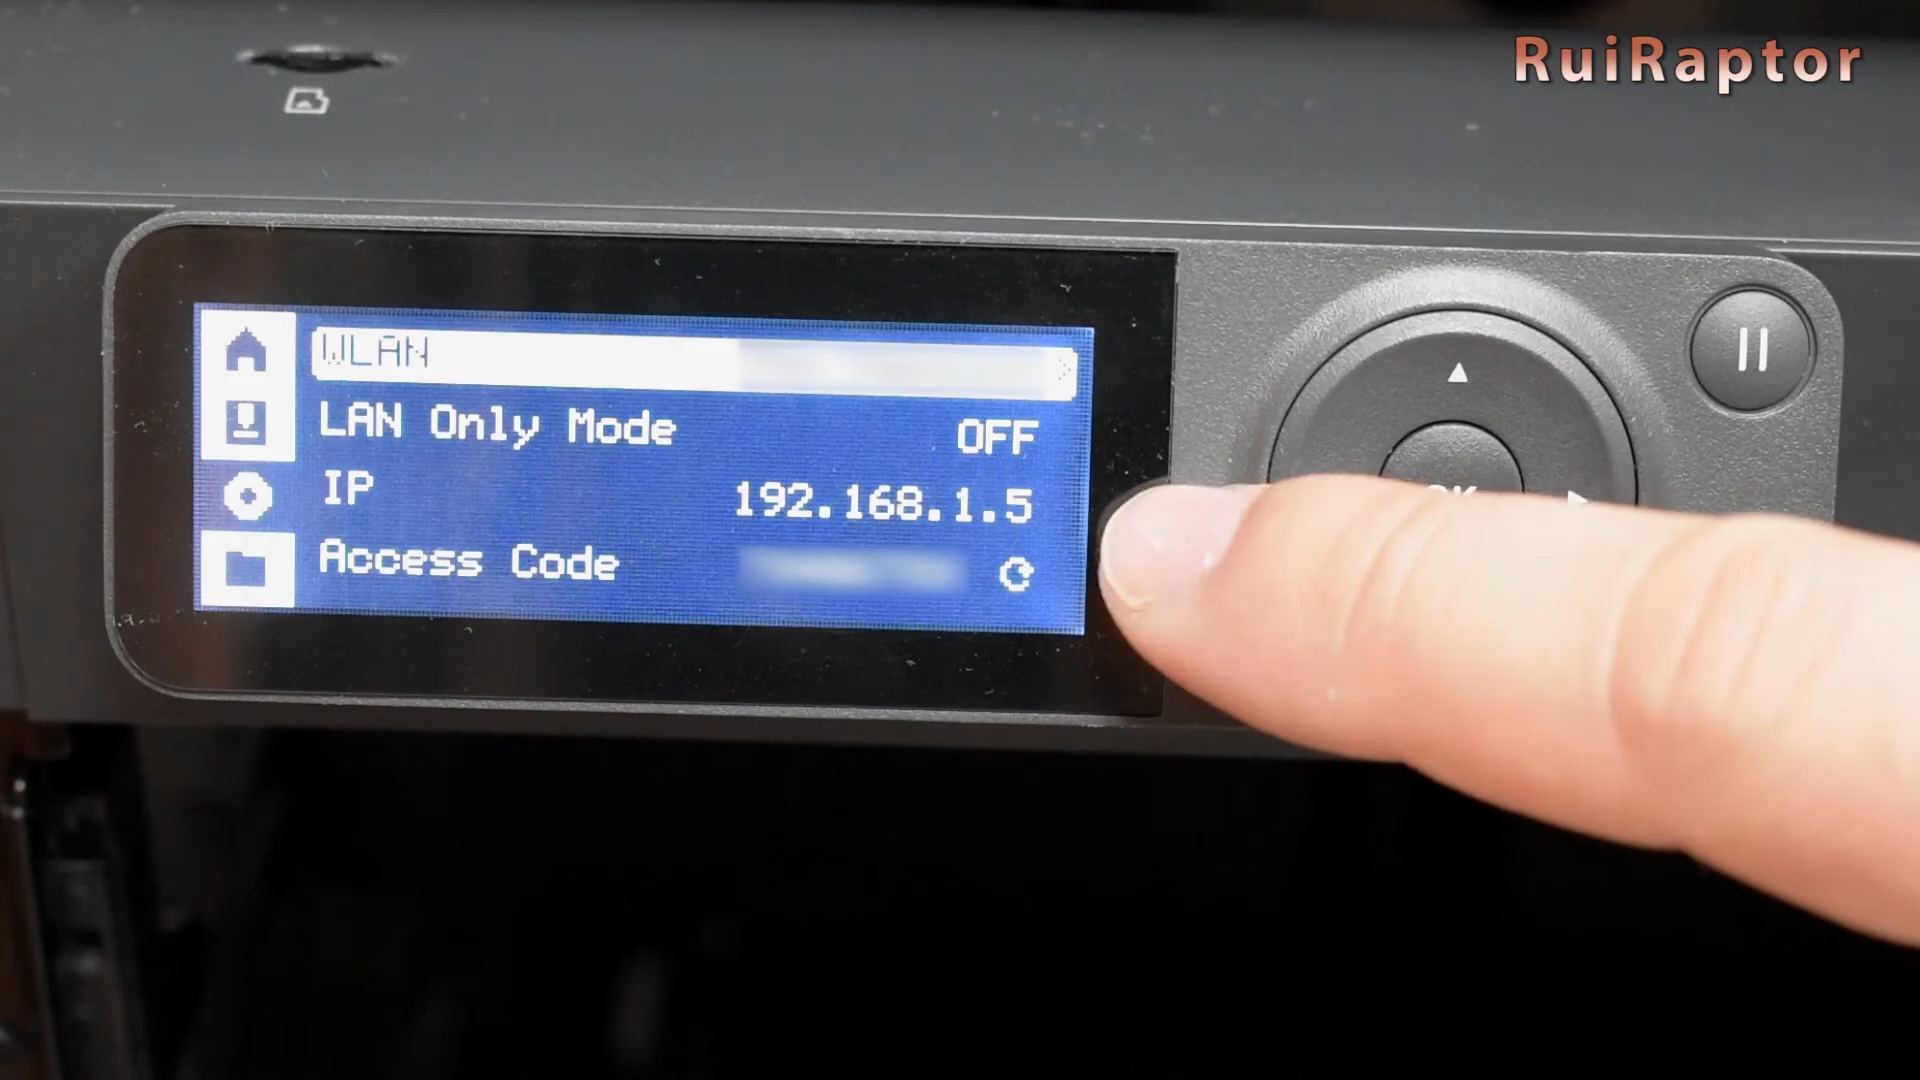 RuiRaptor
WLAN
LAN Only Mode OFF
IP 192.168.1.5
Access Code